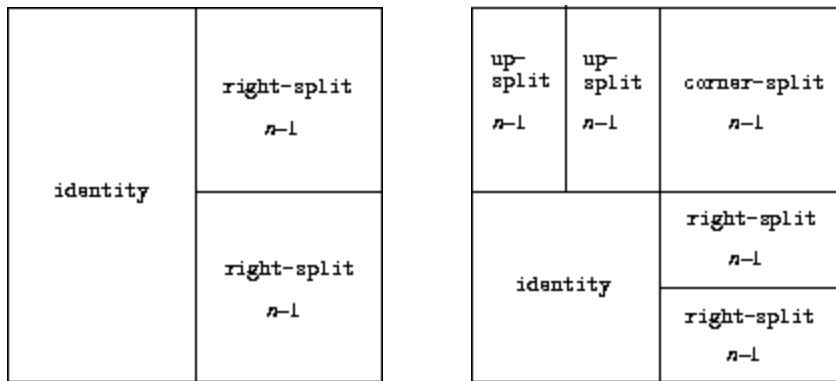 identity
right-split
n-1
right-split
n-1
up-
split
n-1
up-
split
n-1
corner-split
n-1
identity
right-split
n-1
right-split
n-1